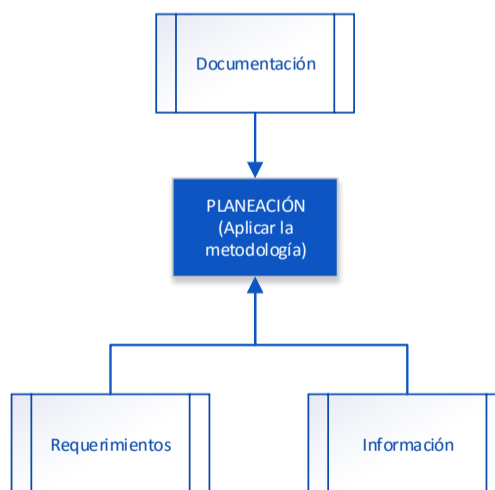 Documentación
PLANEACIÓN
(Aplicar la
metodología)
Requerimientos
Información